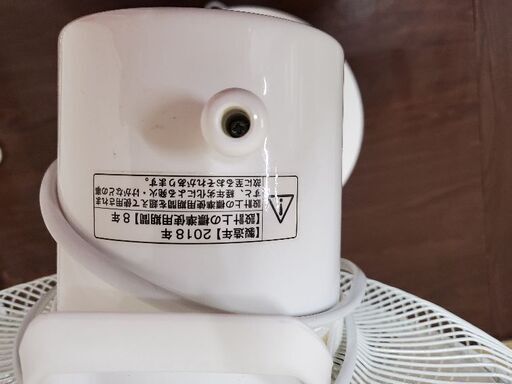 【製造年】2018年
【設計上の標準使用期間】8年
設計上の標準使用期間を超えて使用されま
すと、経年劣化による発火・けがなどの事
故に至るおそれがあります。